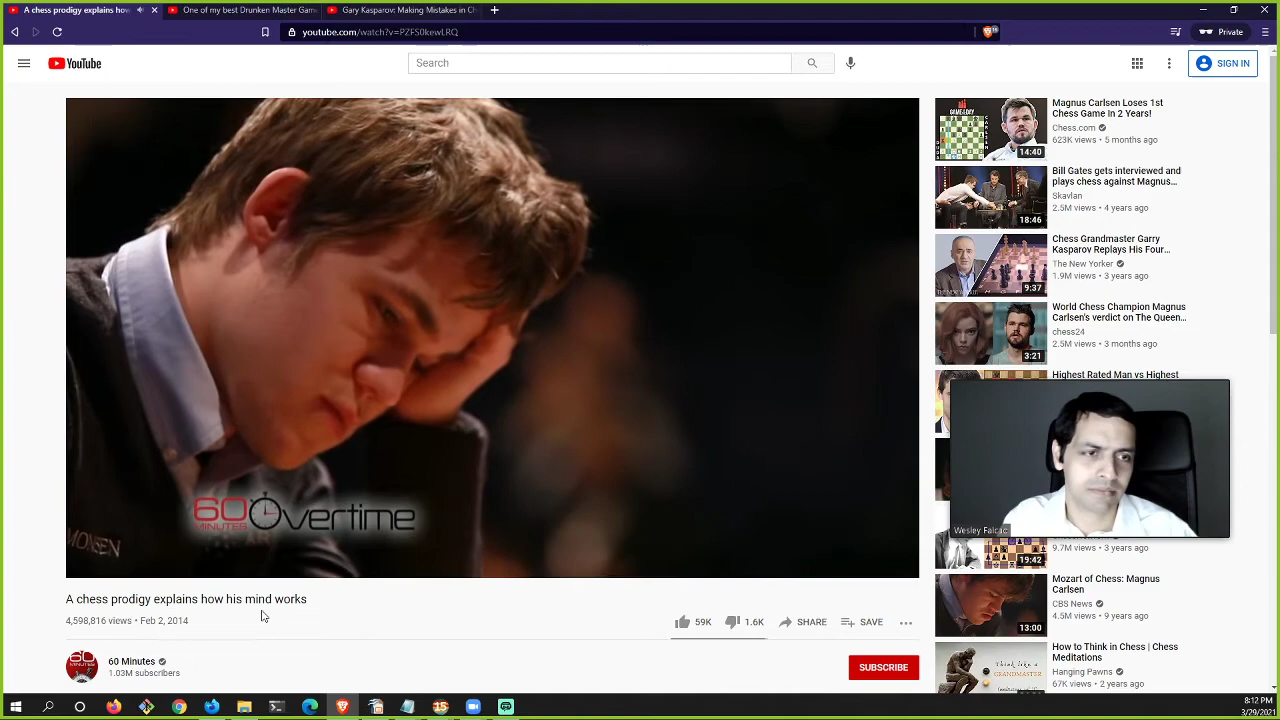 A chess prodigy explains how
One of my best Drunken Master Gam
Gary Kasparov: Making Mistakes in C
youtube.com/watch?v=PZFS0kewLRQ
Private
YouTube
Search
SIGN IN
60 MINUTES Overtime
MONSEN
A chess prodigy explains how his mind works
4,598,816 views • Feb 2, 2014
59K
1.6K
SHARE
SAVE
60 Minutes
1.03M subscribers
SUBSCRIBE
14:40
Magnus Carlsen Loses 1st
Chess Game In 2 Years!
Chess.com
623K views • 5 months ago
18:46
Bill Gates gets interviewed and
plays chess against Magnus...
Skavlan
2.5M views • 4 years ago
9:37
Chess Grandmaster Garry
Kasparov Replays His Four...
The New Yorker
1.9M views • 3 years ago
3:21
World Chess Champion Magnus
Carlsen's verdict on The Queen...
chess24
2.5M views • 3 months ago
Highest Rated Man vs Highest
Wesley Falcao
9.7M views • 3 years ago
19:42
Mozart of Chess: Magnus
Carlsen
CBS News
4.5M views • 9 years ago
13:00
How to Think in Chess | Chess
Meditations
Hanging Pawns
67K views • 2 years ago
Think like a
GRANDMASTER
8:12 PM
3/29/2021